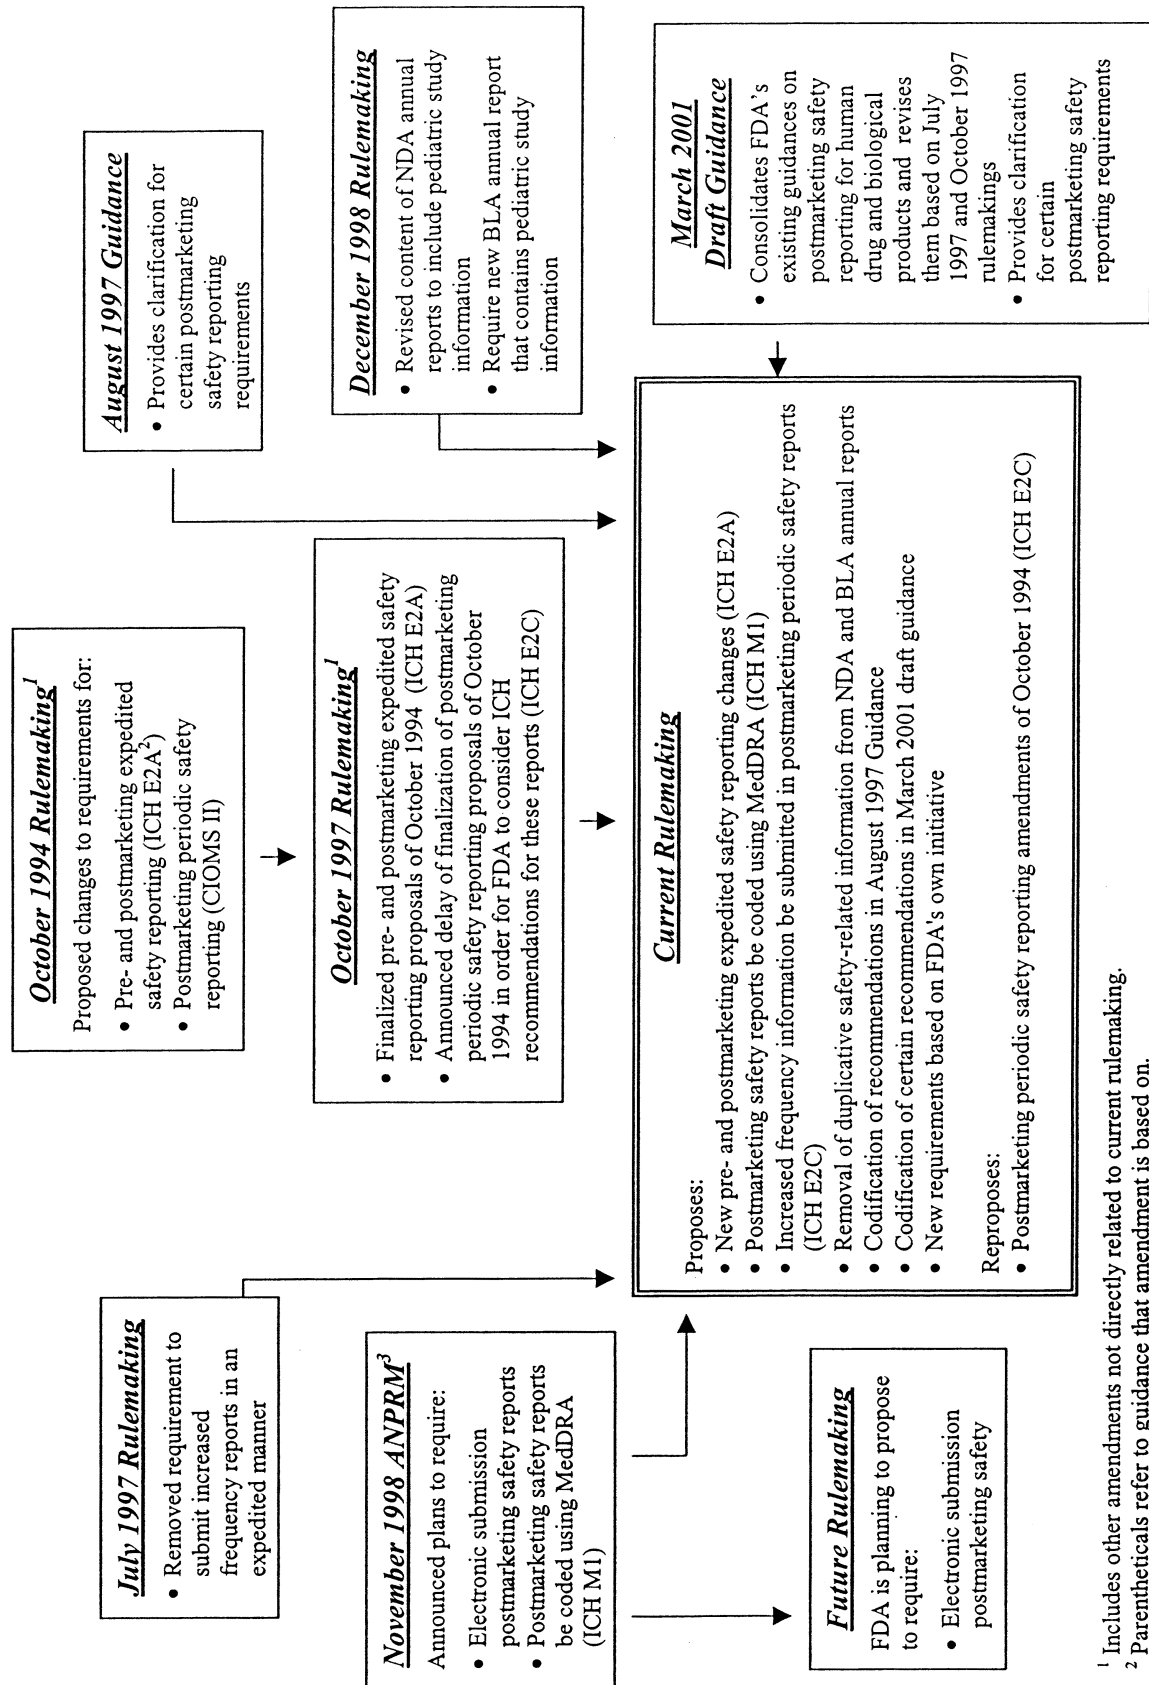 October 1994 Rulemaking1
Proposed changes to requirements for:
• Pre- and postmarketing expedited
safety reporting (ICH E2A2)
• Postmarketing periodic safety
reporting (CIOMS II)
August 1997 Guidance
• Provides clarification for
certain postmarketing
safety reporting
requirements
July 1997 Rulemaking
• Removed requirement to
submit increased
frequency reports in an
expedited manner
October 1997 Rulemaking1
• Finalized pre- and postmarketing expedited safety
reporting proposals of October 1994 (ICH E2A)
• Announced delay of finalization of postmarketing
periodic safety reporting proposals of October
1994 in order for FDA to consider ICH
recommendations for these reports (ICH E2C)
December 1998 Rulemaking
• Revised content of NDA annual
reports to include pediatric study
information
• Require new BLA annual report
that contains pediatric study
information
November 1998 ANPRM3
Announced plans to require:
• Electronic submission
postmarketing safety reports
• Postmarketing safety reports
be coded using MedDRA
(ICH M1)
Current Rulemaking
Proposes:
• New pre- and postmarketing expedited safety reporting changes (ICH E2A)
• Postmarketing safety reports be coded using MedDRA (ICH M1)
• Increased frequency information be submitted in postmarketing periodic safety reports
(ICH E2C)
• Removal of duplicative safety-related information from NDA and BLA annual reports
• Codification of recommendations in August 1997 Guidance
• Codification of certain recommendations in March 2001 draft guidance
• New requirements based on FDA's own initiative
Reproposes:
• Postmarketing periodic safety reporting amendments of October 1994 (ICH E2C)
March 2001
Draft Guidance
• Consolidates FDA's
existing guidances on
postmarketing safety
reporting for human
drug and biological
products and revises
them based on July
1997 and October 1997
rulemakings
• Provides clarification
for certain
postmarketing safety
reporting requirements
Future Rulemaking
FDA is planning to propose
to require:
• Electronic submission
postmarketing safety
1 Includes other amendments not directly related to current rulemaking.
2 Parentheticals refer to guidance that amendment is based on.